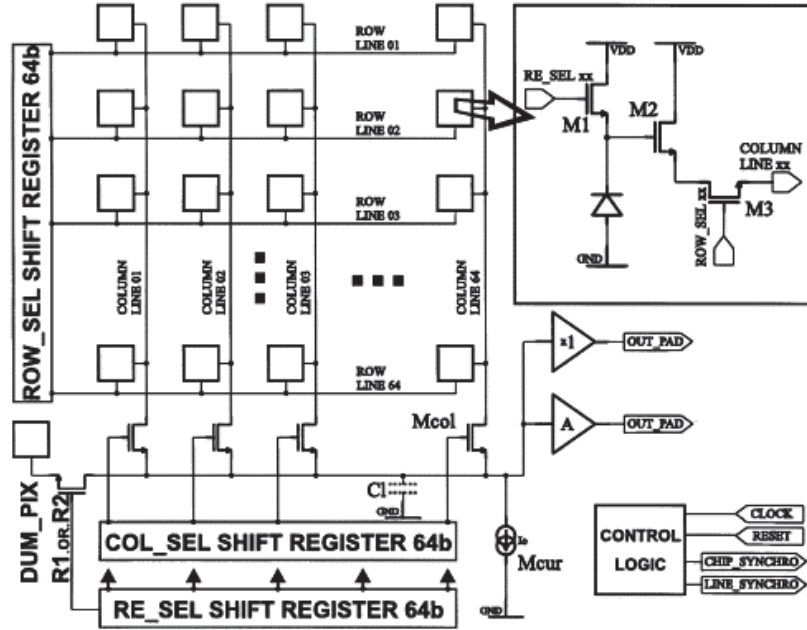 ROW_SEL SHIFT REGISTER 64b
ROW
LINE 01
ROW
LINE 02
ROW
LINE 03
ROW
LINE 64
COLUMN
LINE 01
COLUMN
LINE 02
COLUMN
LINE 03
COLUMN
LINE 64
VDD
VDD
RE_SEL xx
M1
M2
COLUMN
LINE xx
M3
ROW_SEL xx
GND
x1
OUT_PAD
A
OUT_PAD
Mcol
DUM_PIX
R1.OR.R2
Cl
GND
Io
Mcur
GND
COL_SEL SHIFT REGISTER 64b
RE_SEL SHIFT REGISTER 64b
CONTROL
LOGIC
CLOCK
RESET
CHIP_SYNCHRO
LINE_SYNCHRO